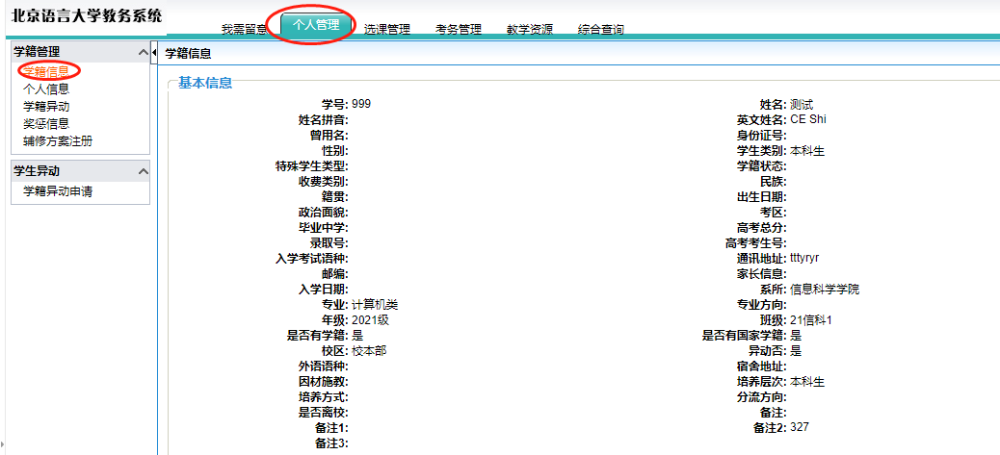 北京语言大学教务系统
我需留意 个人管理 选课管理 考务管理 教学资源 综合查询
学籍管理
学籍信息
个人信息
学籍异动
奖惩信息
辅修方案注册
学生异动
学籍异动申请
学籍信息
基本信息
学号: 999 姓名: 测试
姓名拼音: 英文姓名: CE Shi
曾用名: 身份证号:
性别: 学生类别: 本科生
特殊学生类型: 学籍状态:
收费类别: 民族:
籍贯: 出生日期:
政治面貌: 考区:
毕业中学: 高考总分:
录取号: 高考考生号:
入学考试语种: 通讯地址: tttyryr
邮编: 家长信息:
入学日期: 系所: 信息科学学院
专业: 计算机类 专业方向:
年级: 2021级 班级: 21信科1
是否有学籍: 是 是否有国家学籍: 是
校区: 校本部 异动否: 是
外语语种: 宿舍地址:
因材施教: 培养层次: 本科生
培养方式: 分流方向:
是否离校: 备注:
备注1: 备注2: 327
备注3: